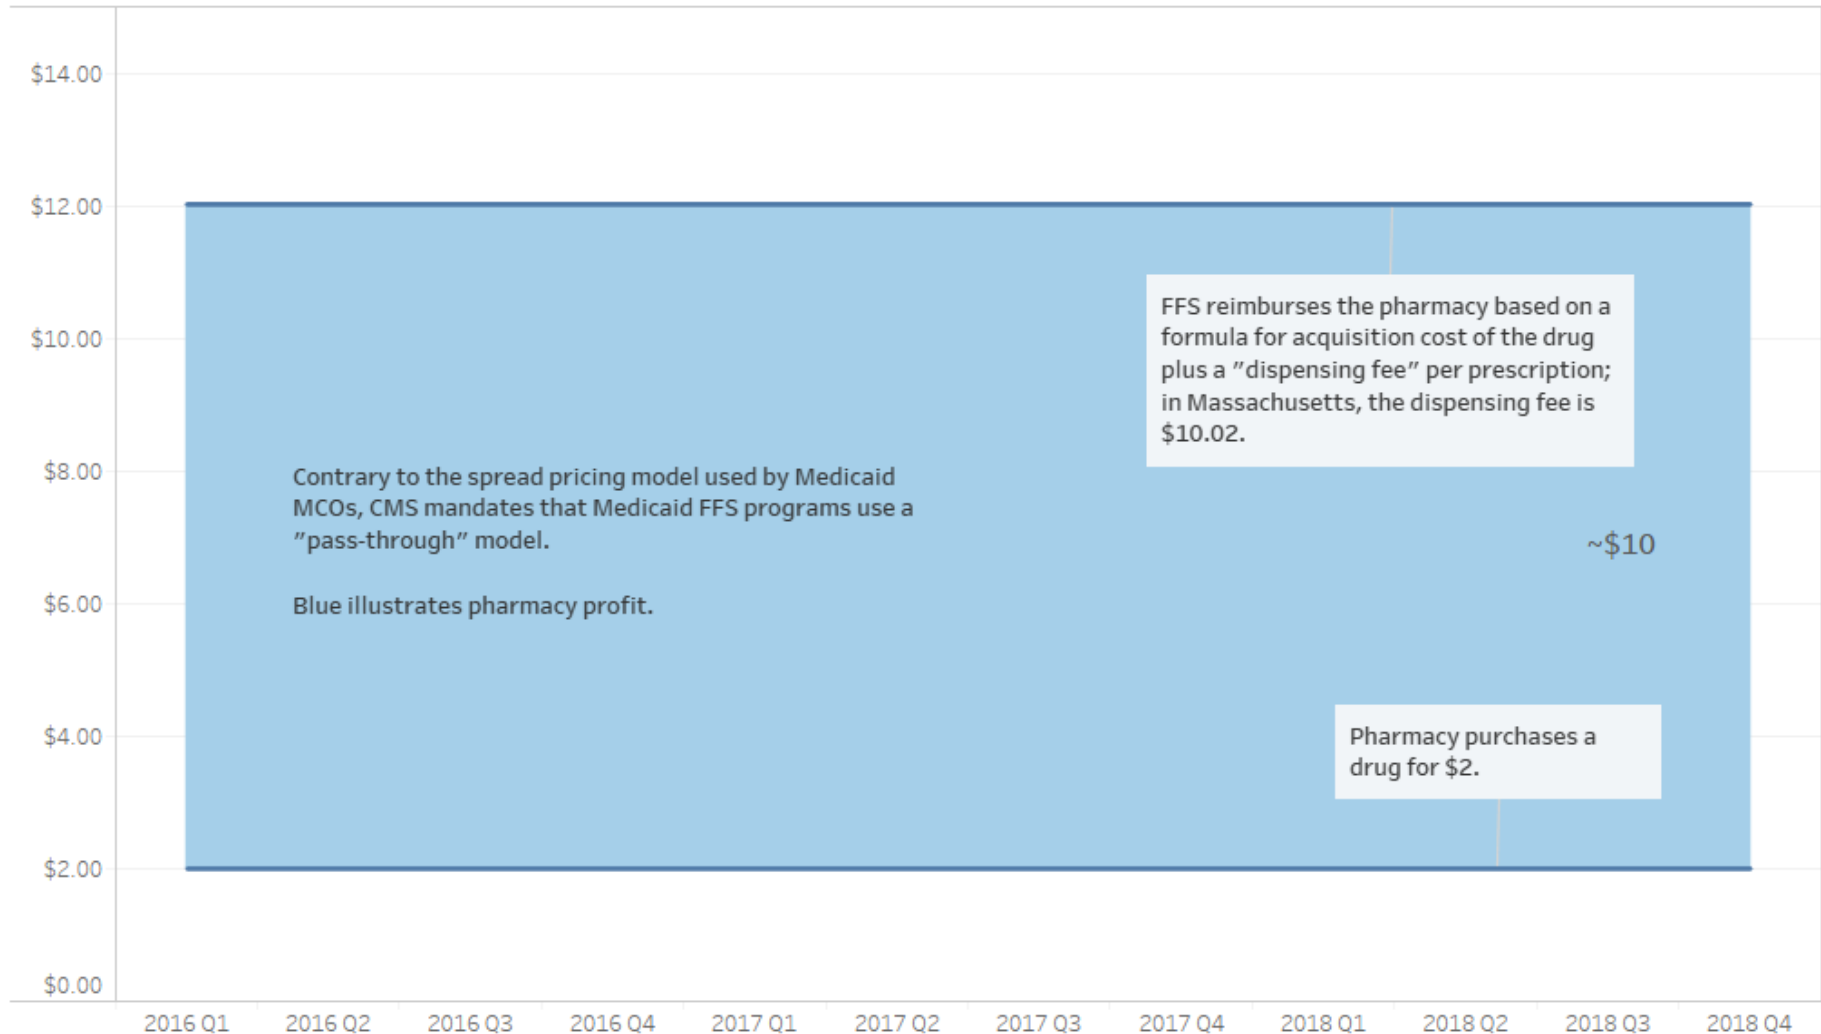 $14.00
$12.00
$10.00
$8.00
$6.00
$4.00
$2.00
$0.00
FFS reimburses the pharmacy based on a
formula for acquisition cost of the drug
plus a "dispensing fee" per prescription;
in Massachusetts, the dispensing fee is
$10.02.
Contrary to the spread pricing model used by Medicaid
MCOs, CMS mandates that Medicaid FFS programs use a
"pass-through" model.
Blue illustrates pharmacy profit.
~$10
Pharmacy purchases a
drug for $2.
2016 Q1 2016 Q2 2016 Q3 2016 Q4 2017 Q1 2017 Q2 2017 Q3 2017 Q4 2018 Q1 2018 Q2 2018 Q3 2018 Q4